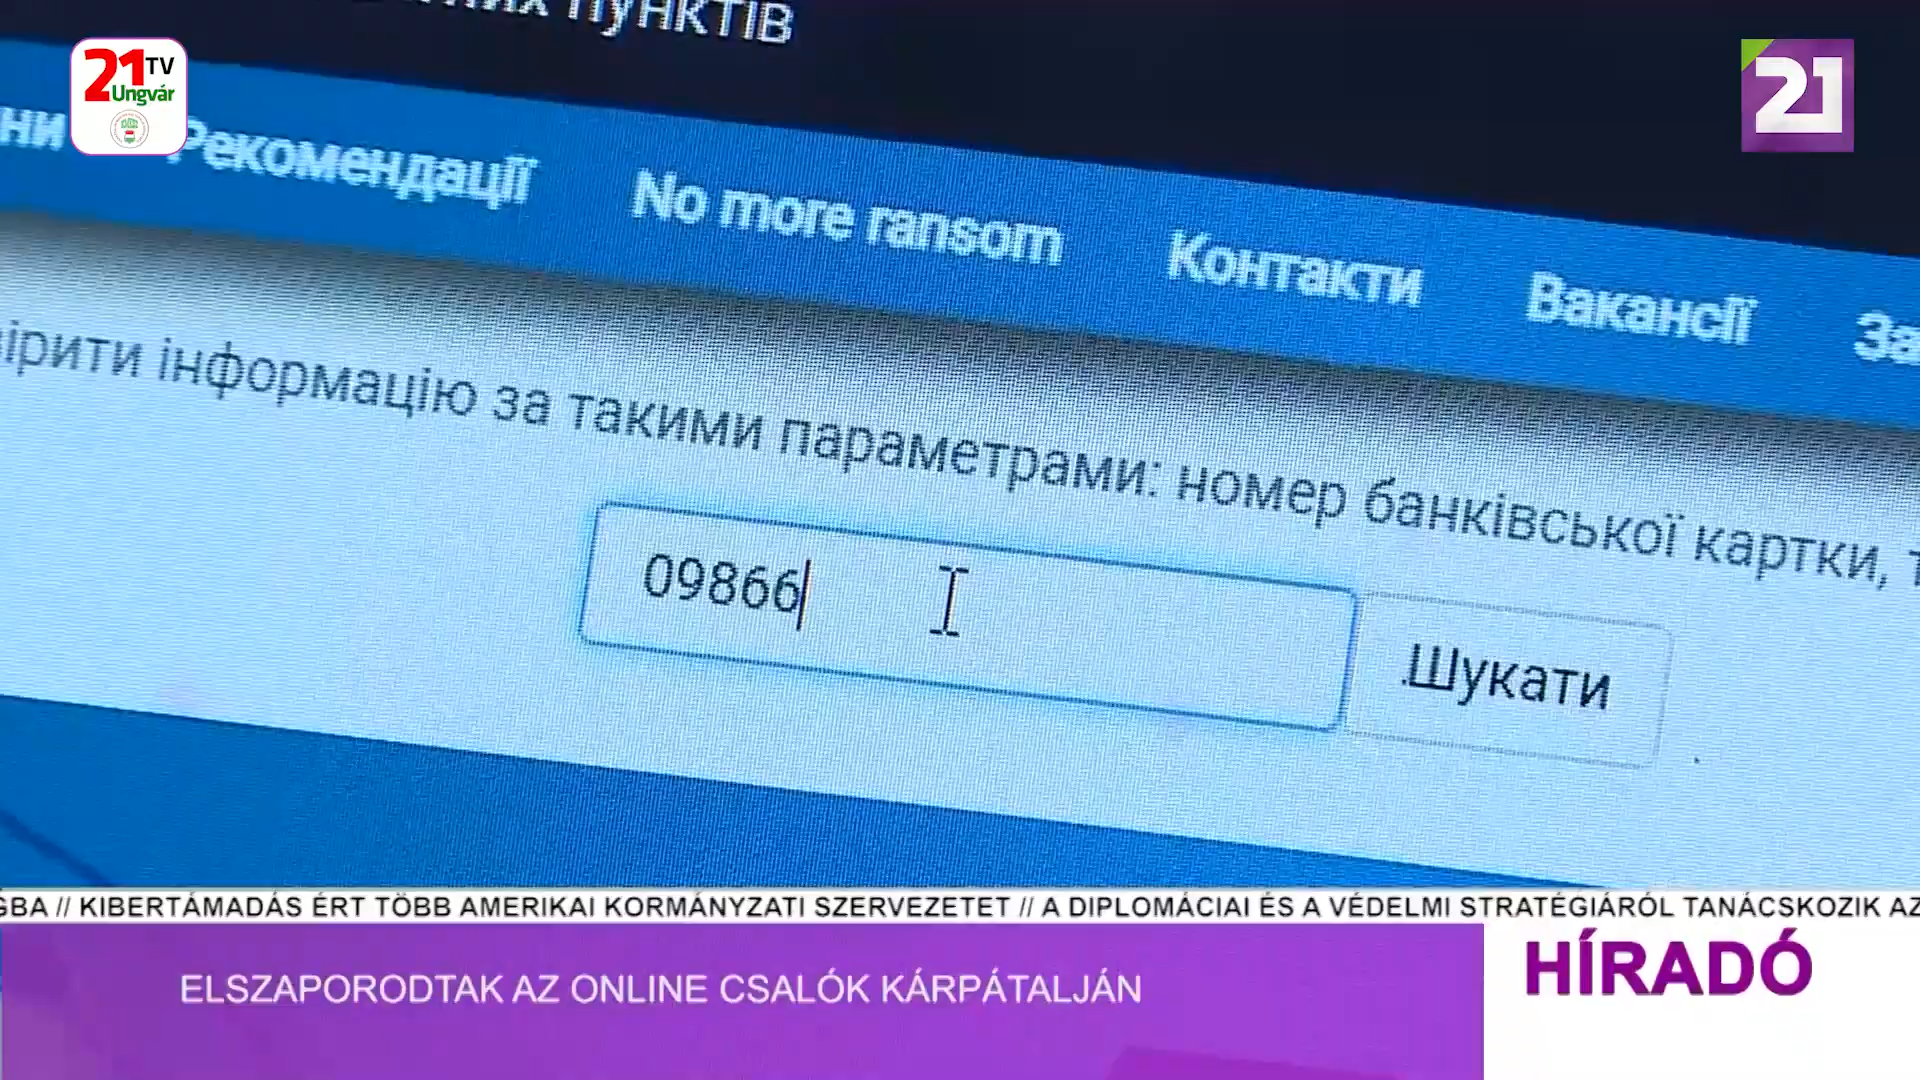 пунктів
21 TV
Ungvár
21
Рекомендації No more ransom Контакти Вакансії
інформацію за такими параметрами: номер банківської картки,
09866
Шукати
KIBERTÁMADÁS ÉRT TÖBB AMERIKAI KORMÁNYZATI SZERVEZETET // A DIPLOMÁCIAI ÉS A VÉDELMI STRATÉGIÁRÓL TANÁCSKOZIK AZ
ELSZAPORODTAK AZ ONLINE CSALÓK KÁRPÁTALJÁN
HÍRADÓ